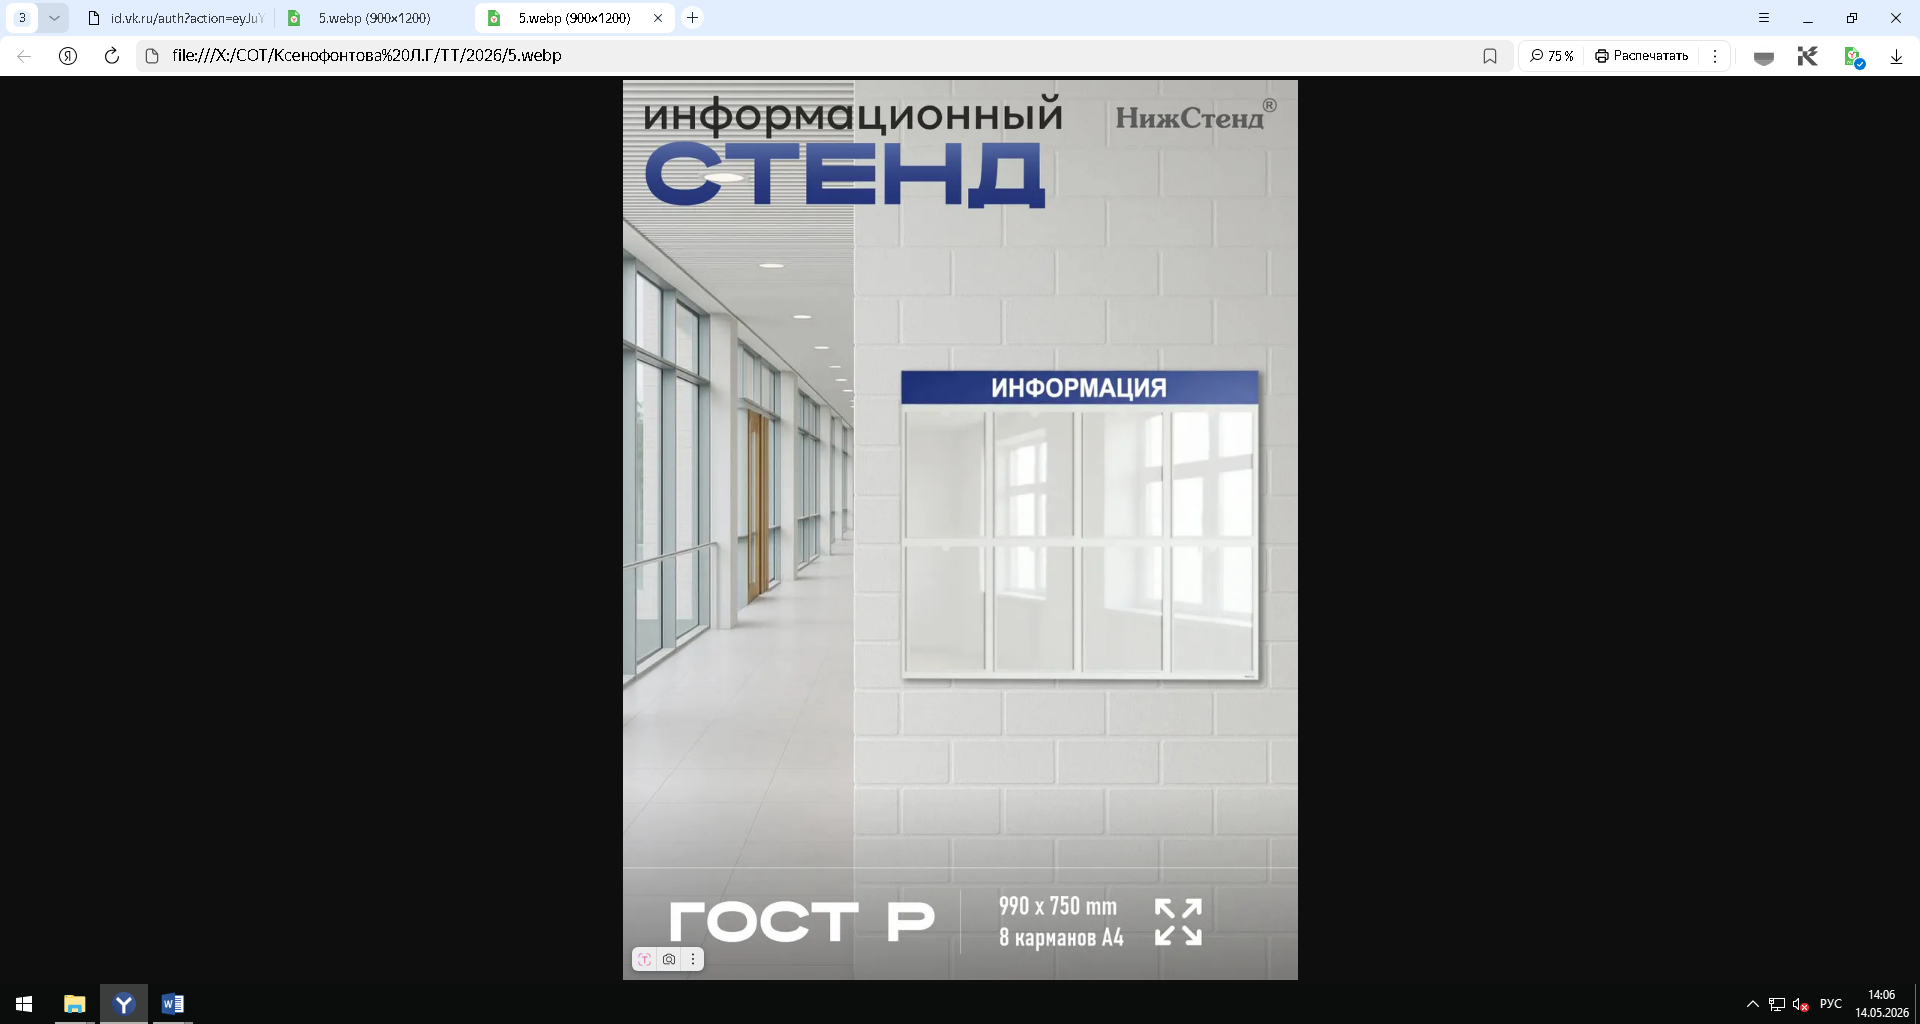 3
id.vk.ru/auth?action=eyJuY
5.webp (900×1200)
5.webp (900×1200)
file:///X:/СОТ/Ксенофонтова%20Л.Г/ТТ/2026/5.webp
75 %
Распечатать
информационный
НижСтенд®
СТЕНД
ИНФОРМАЦИЯ
ГОСТ Р
990 x 750 mm
8 карманов А4
РУС
14:06
14.05.2026